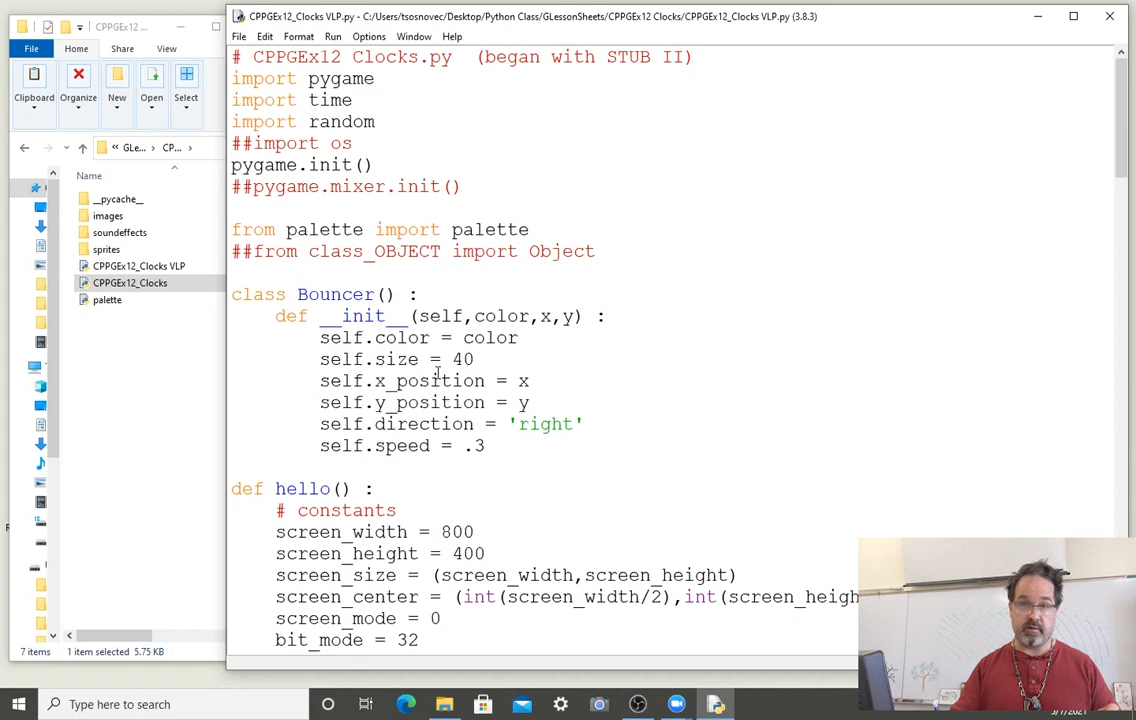 CPPGEx12 ...
File
Home
Share
View
Clipboard
Organize
New
Open
Select
« GLe... › CP... ›
Name
__pycache__
images
soundeffects
sprites
CPPGEx12_Clocks VLP
CPPGEx12_Clocks
palette
7 items
1 item selected 5.75 KB
CPPGEx12_Clocks VLP.py - C:/Users/tsosnovec/Desktop/Python Class/GLessonSheets/CPPGEx12 Clocks/CPPGEx12_Clocks VLP.py (3.8.3)
File Edit Format Run Options Window Help
# CPPGEx12 Clocks.py  (began with STUB II)
import pygame
import time
import random
##import os
pygame.init()
##pygame.mixer.init()
from palette import palette
##from class_OBJECT import Object
class Bouncer() :
def __init__(self,color,x,y) :
self.color = color
self.size = 40
self.x_position = x
self.y_position = y
self.direction = 'right'
self.speed = .3
def hello() :
# constants
screen_width = 800
screen_height = 400
screen_size = (screen_width,screen_height)
screen_center = (int(screen_width/2),int(screen_heigh
screen_mode = 0
bit_mode = 32
Type here to search